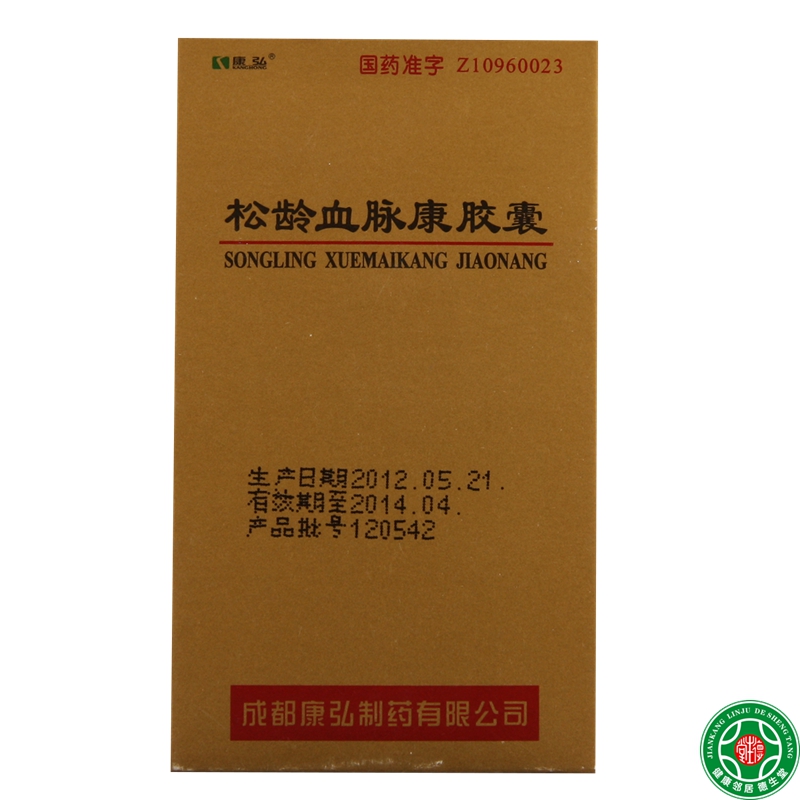 康弘®
KANGHONG
国药准字 Z10960023
松龄血脉康胶囊
SONGLING XUEMAIKANG JIAONANG
生产日期2012.05.21.
有效期至2014.04.
产品批号120542
成都康弘制药有限公司
JIANKANG LINJU DE SHENG TANG
健康邻居 德生堂